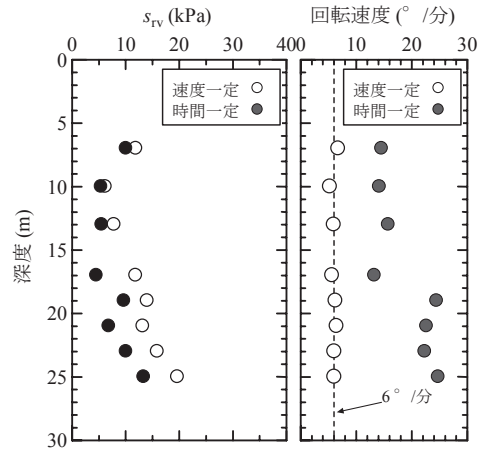 s_rv (kPa)
回転速度 (° /分)
0 10 20 30 40
0 10 20 30
速度一定
時間一定
速度一定
時間一定
0
5
10
15
20
25
30
深度 (m)
6° /分